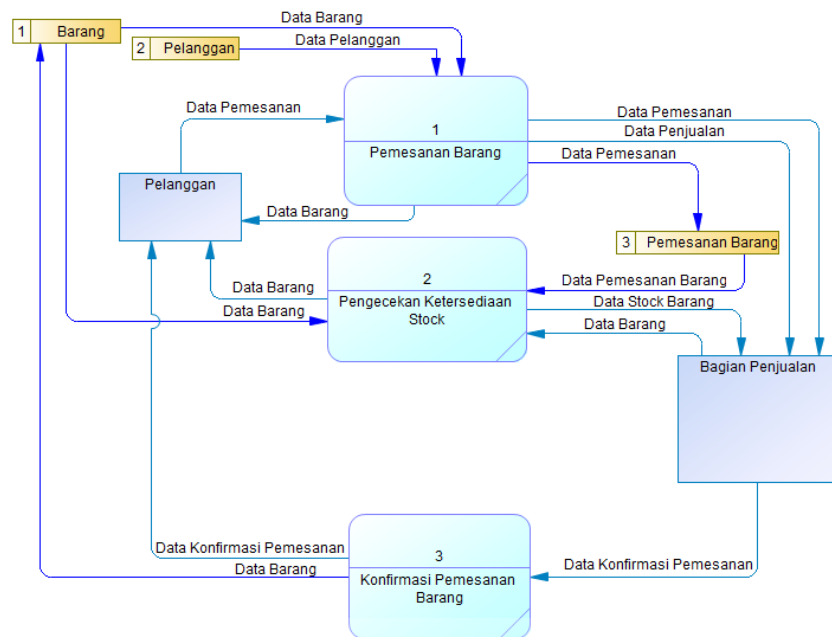 Data Barang
1 Barang
2 Pelanggan
Data Pelanggan
Data Pemesanan
Data Pemesanan
1
Data Penjualan
Pemesanan Barang
Data Pemesanan
Pelanggan
Data Barang
3 Pemesanan Barang
2
Data Pemesanan Barang
Data Barang
Pengecekan Ketersediaan
Stock
Data Stock Barang
Data Barang
Data Barang
Bagian Penjualan
3
Data Konfirmasi Pemesanan
Data Konfirmasi Pemesanan
Data Barang
Konfirmasi Pemesanan
Barang